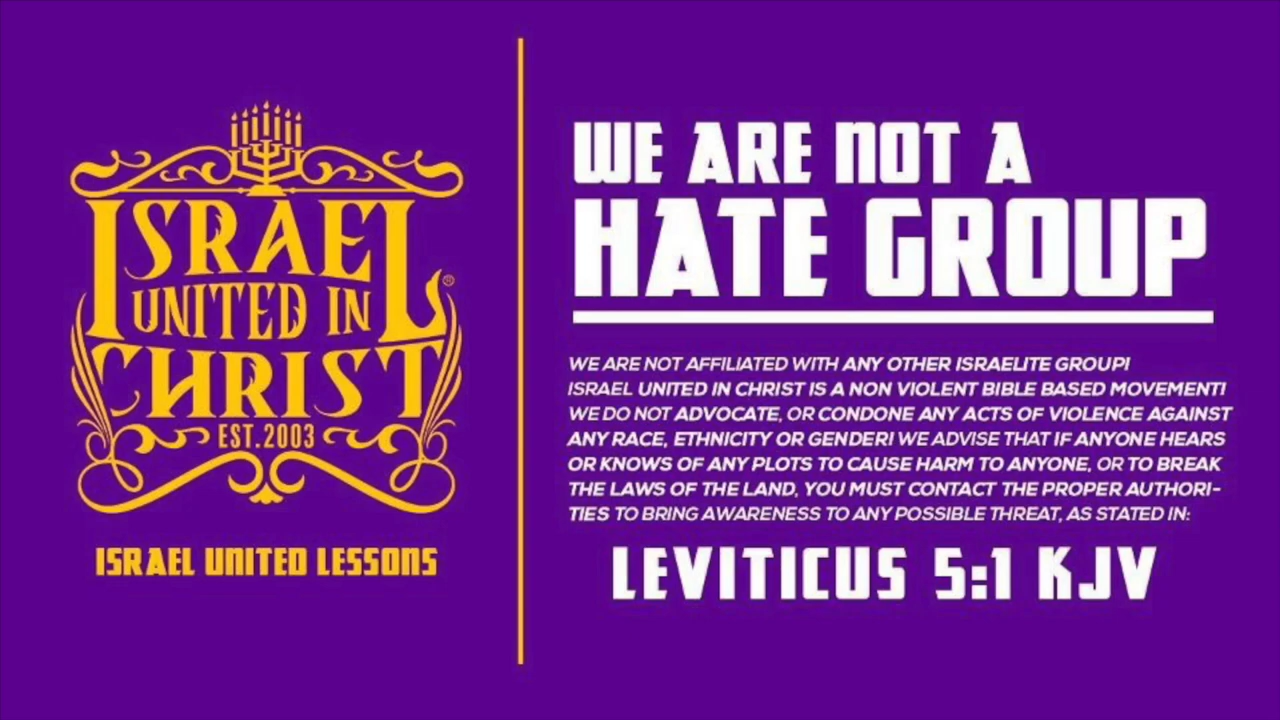 ISRAEL
UNITED IN
CHRIST
®
EST.2003
ISRAEL UNITED LESSONS
WE ARE NOT A
HATE GROUP
WE ARE NOT AFFILIATED WITH ANY OTHER ISRAELITE GROUP!
ISRAEL UNITED IN CHRIST IS A NON VIOLENT BIBLE BASED MOVEMENT!
WE DO NOT ADVOCATE, OR CONDONE ANY ACTS OF VIOLENCE AGAINST
ANY RACE, ETHNICITY OR GENDER! WE ADVISE THAT IF ANYONE HEARS
OR KNOWS OF ANY PLOTS TO CAUSE HARM TO ANYONE, OR TO BREAK
THE LAWS OF THE LAND, YOU MUST CONTACT THE PROPER AUTHORI-
TIES TO BRING AWARENESS TO ANY POSSIBLE THREAT, AS STATED IN:
LEVITICUS 5:1 KJV